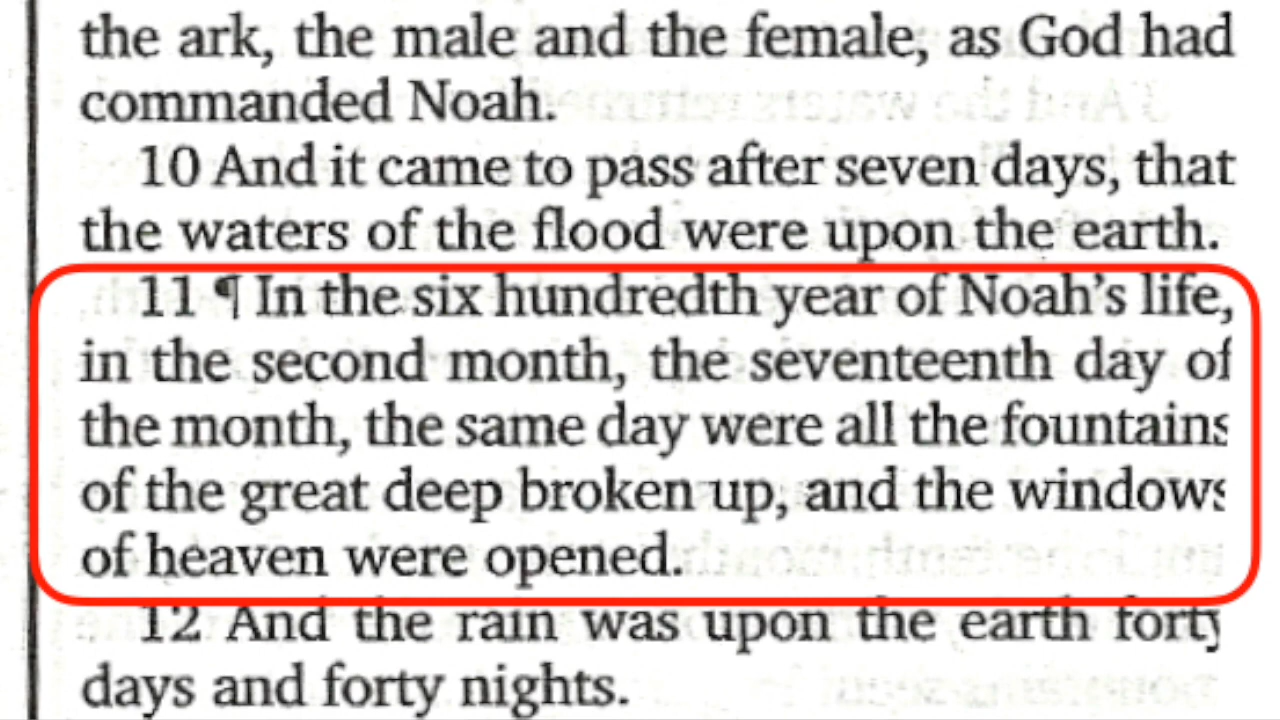 the ark, the male and the female, as God had
commanded Noah.
10 And it came to pass after seven days, that
the waters of the flood were upon the earth.
11 ¶ In the six hundredth year of Noah’s life,
in the second month, the seventeenth day of
the month, the same day were all the fountains
of the great deep broken up, and the windows
of heaven were opened.
12 And the rain was upon the earth forty
days and forty nights.